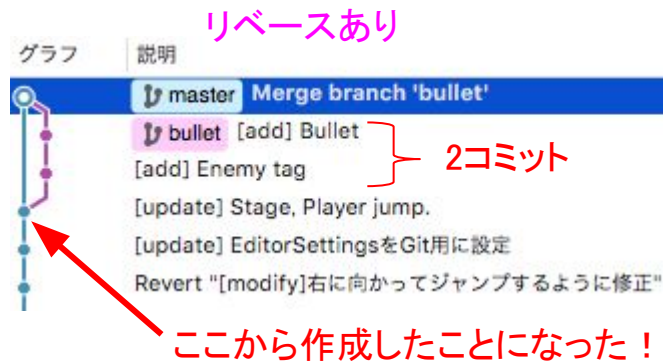 リベースあり
グラフ 説明
master Merge branch 'bullet'
bullet [add] Bullet
[add] Enemy tag
2コミット
[update] Stage, Player jump.
[update] EditorSettingsをGit用に設定
Revert "[modify]右に向かってジャンプするように修正"
ここから作成したことになった！